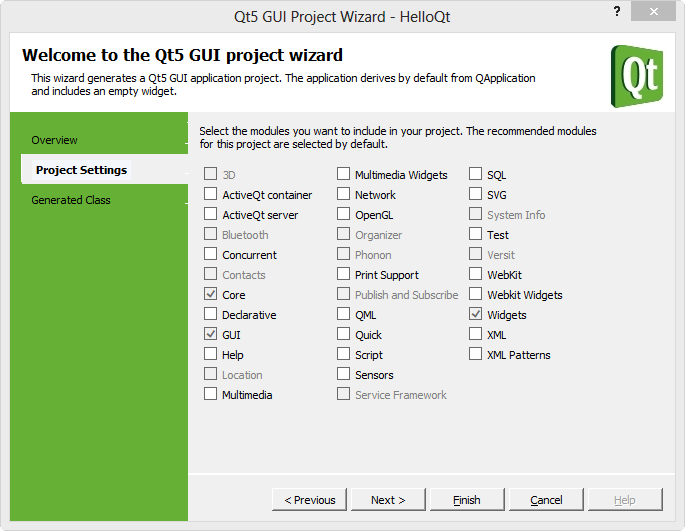 Qt5 GUI Project Wizard - HelloQt
?
x
Welcome to the Qt5 GUI project wizard
This wizard generates a Qt5 GUI application project. The application derives by default from QApplication
and includes an empty widget.
Qt
Overview
Project Settings
Generated Class
Select the modules you want to include in your project. The recommended modules
for this project are selected by default.
3D
ActiveQt container
ActiveQt server
Bluetooth
Concurrent
Contacts
Core
Declarative
GUI
Help
Location
Multimedia
Multimedia Widgets
Network
OpenGL
Organizer
Phonon
Print Support
Publish and Subscribe
QML
Quick
Script
Sensors
Service Framework
SQL
SVG
System Info
Test
Versit
WebKit
Webkit Widgets
Widgets
XML
XML Patterns
< Previous
Next >
Finish
Cancel
Help